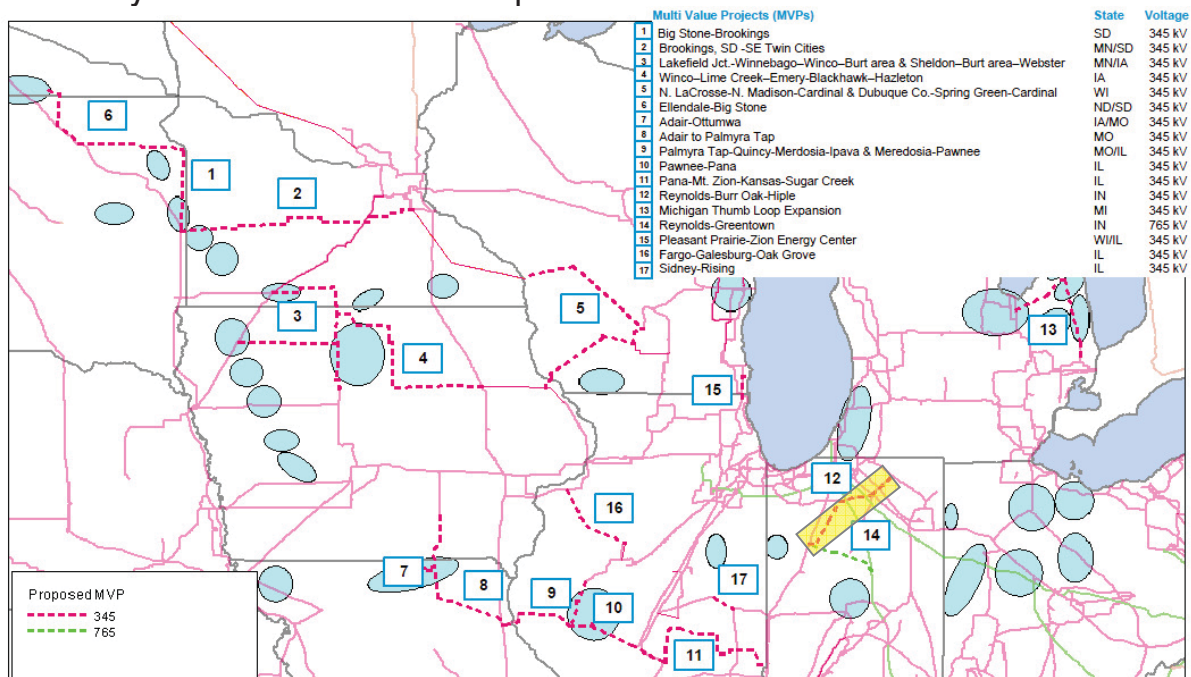 Multi Value Projects (MVPs) State Voltage
1 Big Stone-Brookings SD 345 kV
2 Brookings, SD -SE Twin Cities MN/SD 345 kV
3 Lakefield Jct.-Winnebago–Winco–Burt area & Sheldon–Burt area–Webster MN/IA 345 kV
4 Winco–Lime Creek–Emery-Blackhawk–Hazleton IA 345 kV
5 N. LaCrosse-N. Madison-Cardinal & Dubuque Co.-Spring Green-Cardinal WI 345 kV
6 Ellendale-Big Stone ND/SD 345 kV
7 Adair-Ottumwa IA/MO 345 kV
8 Adair to Palmyra Tap MO 345 kV
9 Palmyra Tap-Quincy-Merdosia-Ipava & Meredosia-Pawnee MO/IL 345 kV
10 Pawnee-Pana IL 345 kV
11 Pana-Mt. Zion-Kansas-Sugar Creek IL 345 kV
12 Reynolds-Burr Oak-Hiple IN 345 kV
13 Michigan Thumb Loop Expansion MI 345 kV
14 Reynolds-Greentown IN 765 kV
15 Pleasant Prairie-Zion Energy Center WI/IL 345 kV
16 Fargo-Galesburg-Oak Grove IL 345 kV
17 Sidney-Rising IL 345 kV
6
1
2
3
5
13
4
15
12
16
14
7
8
9
10
17
11
Proposed MVP
345
765